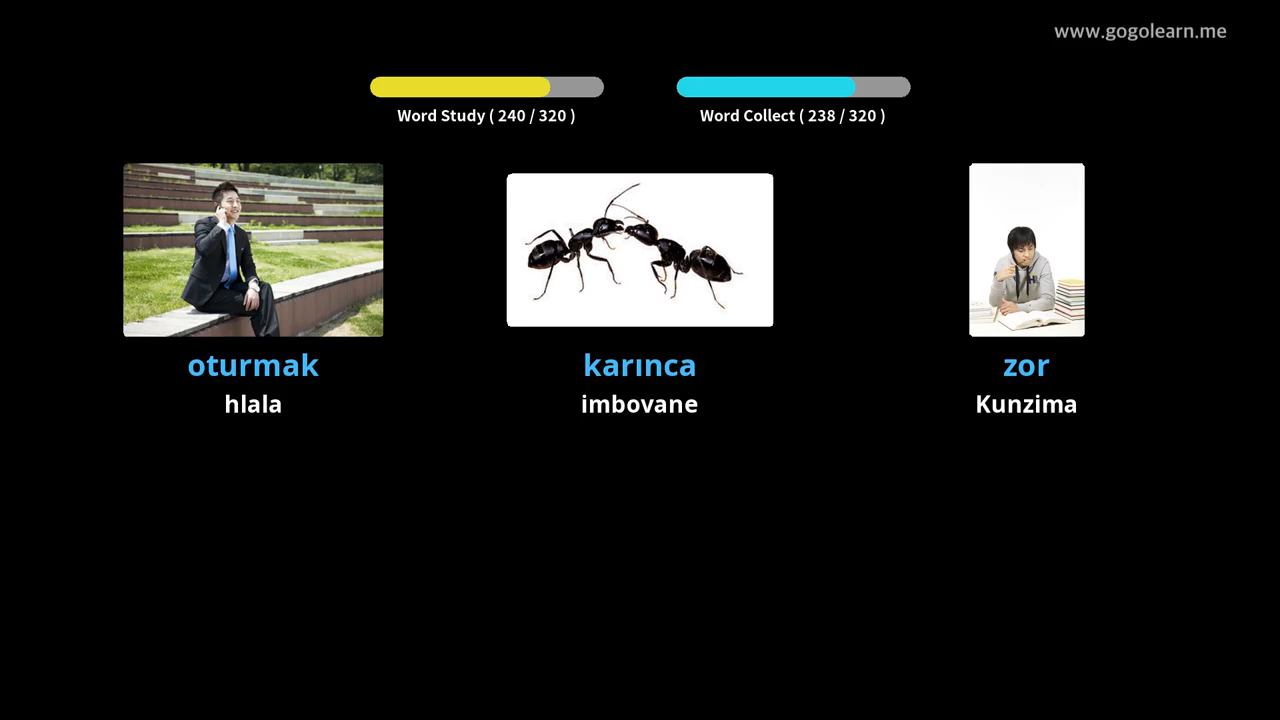 www.gogolearn.me
Word Study ( 240 / 320 )
Word Collect ( 238 / 320 )
oturmak
hlala
karınca
imbovane
zor
Kunzima